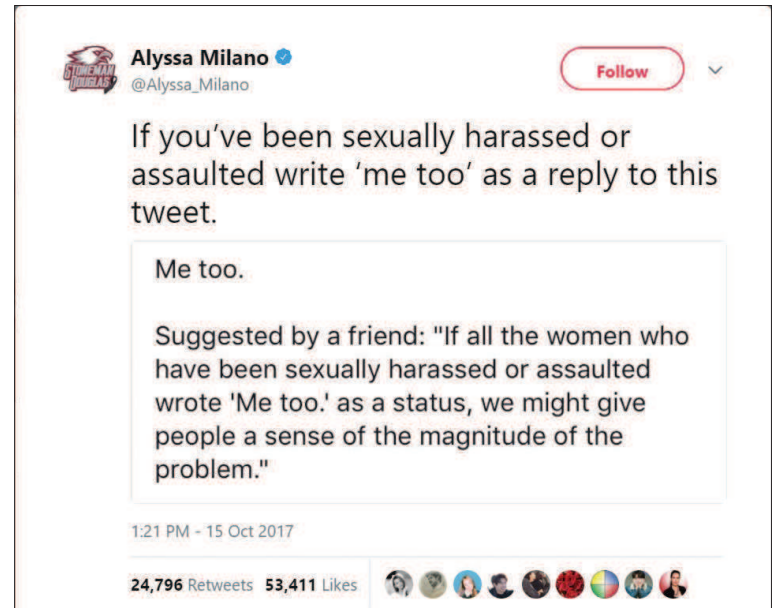 STONEMAN
DOUGLAS
Alyssa Milano
@Alyssa_Milano
Follow
If you’ve been sexually harassed or
assaulted write ‘me too’ as a reply to this
tweet.
Me too.
Suggested by a friend: "If all the women who
have been sexually harassed or assaulted
wrote 'Me too.' as a status, we might give
people a sense of the magnitude of the
problem."
1:21 PM - 15 Oct 2017
24,796 Retweets 53,411 Likes